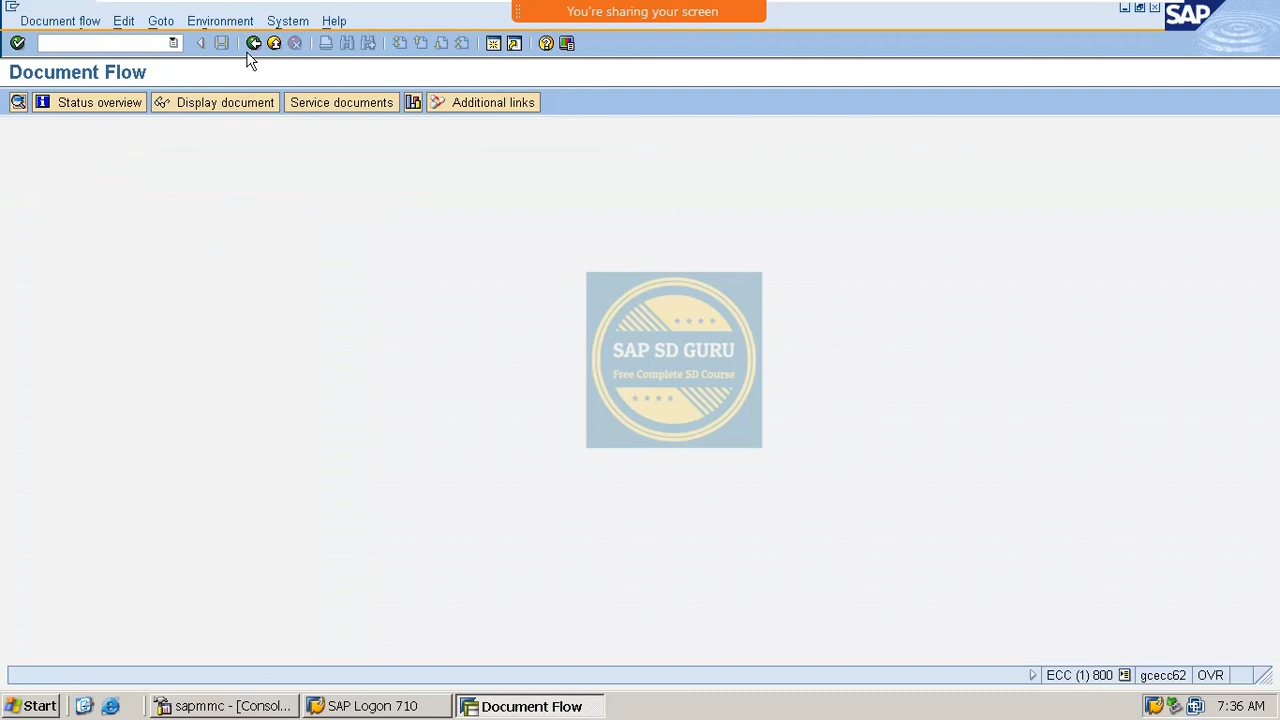 You're sharing your screen
Document flow Edit Goto Environment System Help
SAP
Document Flow
Status overview Display document Service documents Additional links
SAP SD GURU
Free Complete SD Course
ECC (1) 800 gcecc62 OVR
Start sapmmc - [Consol... SAP Logon 710 Document Flow 7:36 AM